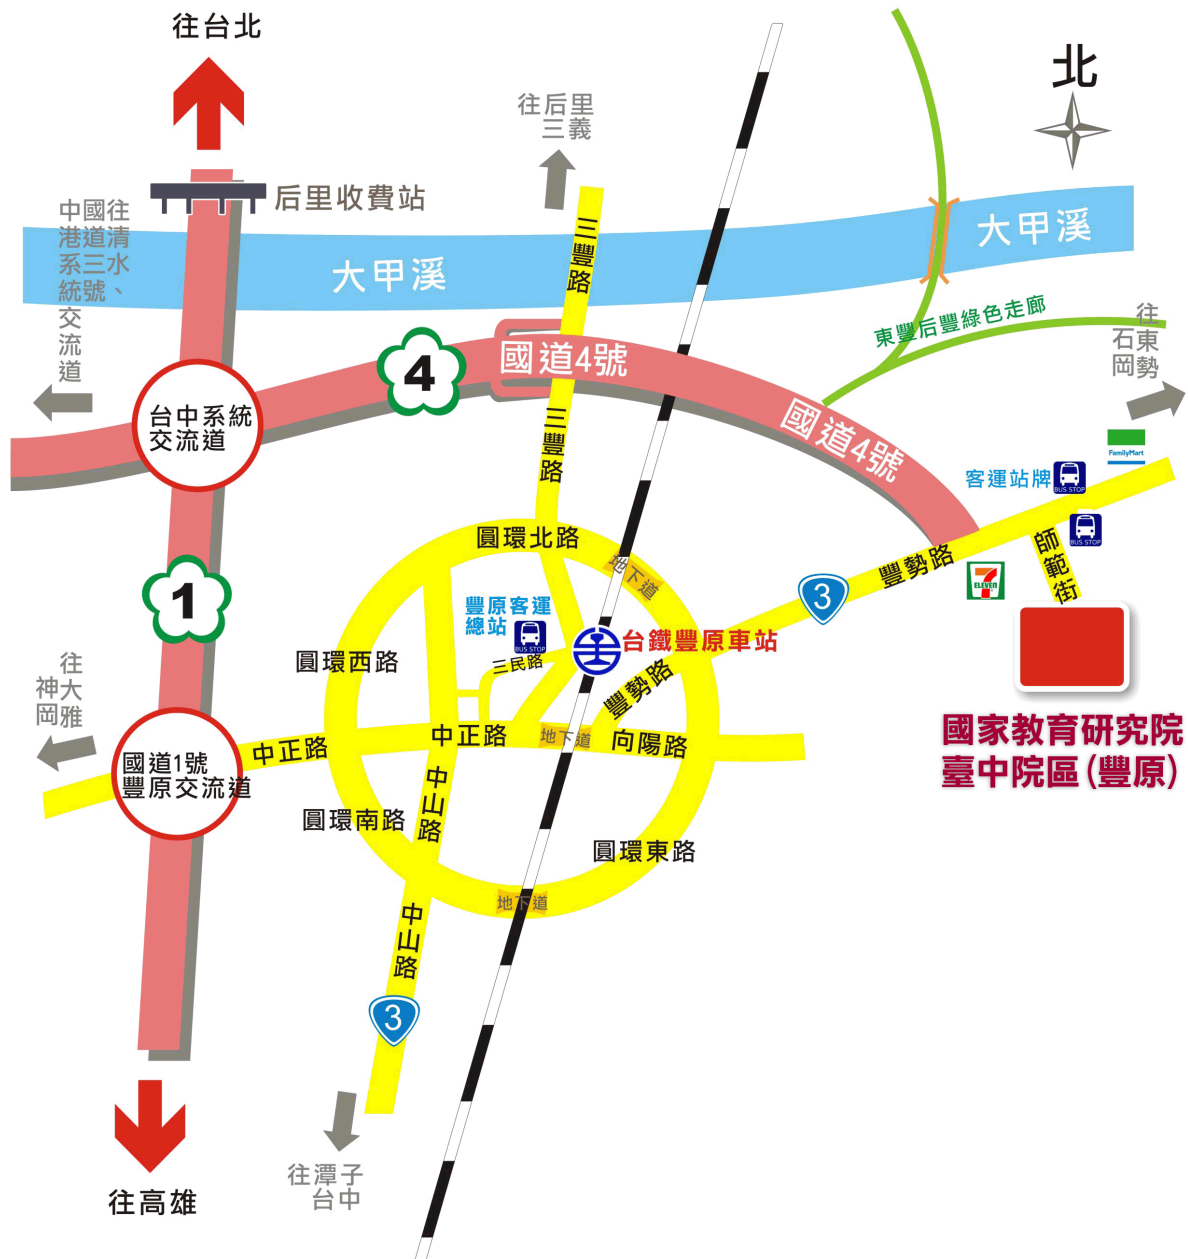 往台北
北
往后里
三義
后里收費站
往清水、
國道三號
中港系統交流道
大甲溪
大甲溪
三豐路
東豐后豐綠色走廊
往東勢
石岡
國道4號
4
台中系統
交流道
三豐路
國道4號
FamilyMart
客運站牌
BUS STOP
BUS STOP
師範街
圓環北路
地下道
豐勢路
3
7
ELEVEN
1
豐原客運
總站
BUS STOP
台鐵豐原車站
三民路
圓環西路
豐勢路
往大雅
神岡
國道1號
豐原交流道
中正路
中正路
地下道
向陽路
國家教育研究院
臺中院區(豐原)
中山路
圓環南路
圓環東路
地下道
中山路
3
往潭子
台中
往高雄